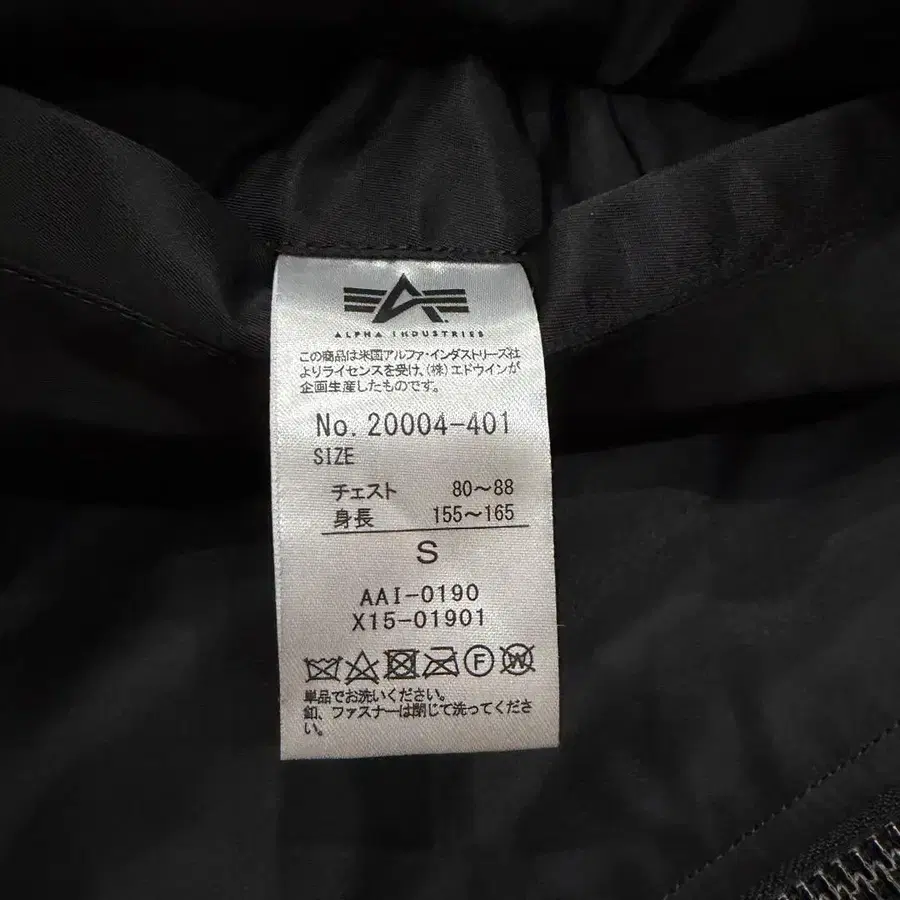 ALPHA INDUSTRIES
この商品は米国アルファ・インダストリーズ社
よりライセンスを受け、(株)エドウインが
企画生産したものです。
No. 20004-401
SIZE
チェスト 80～88
身長 155～165
S
AAI-0190
X15-01901
F W
単品でお洗いください。
釦、ファスナーは閉じて洗ってくださ
い。